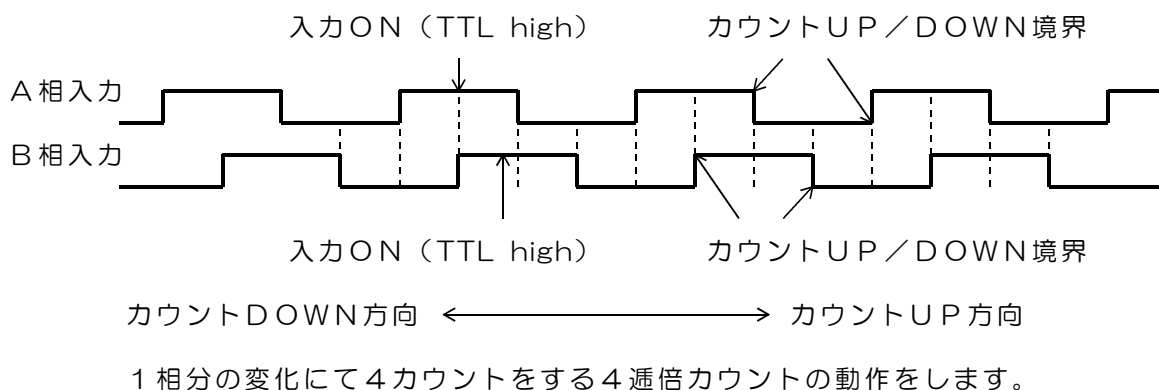 入力ON（TTL high） カウントUP／DOWN境界
A相入力
B相入力
入力ON（TTL high） カウントUP／DOWN境界
カウントDOWN方向 カウントUP方向
1相分の変化にて4カウントをする4逓倍カウントの動作をします。